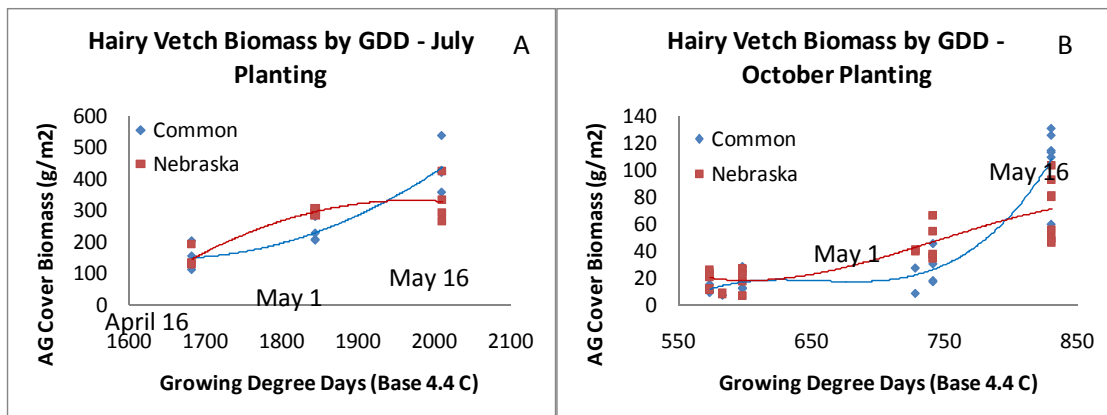 Hairy Vetch Biomass by GDD - July
Planting
A
AG Cover Biomass (g/m2)
600
500
400
300
200
100
0
Common
Nebraska
April 16
May 1
May 16
1600 1700 1800 1900 2000 2100
Growing Degree Days (Base 4.4 C)
Hairy Vetch Biomass by GDD -
October Planting
B
AG Cover Biomass (g/m2)
140
120
100
80
60
40
20
0
Common
Nebraska
May 16
May 1
550 650 750 850
Growing Degree Days (Base 4.4 C)